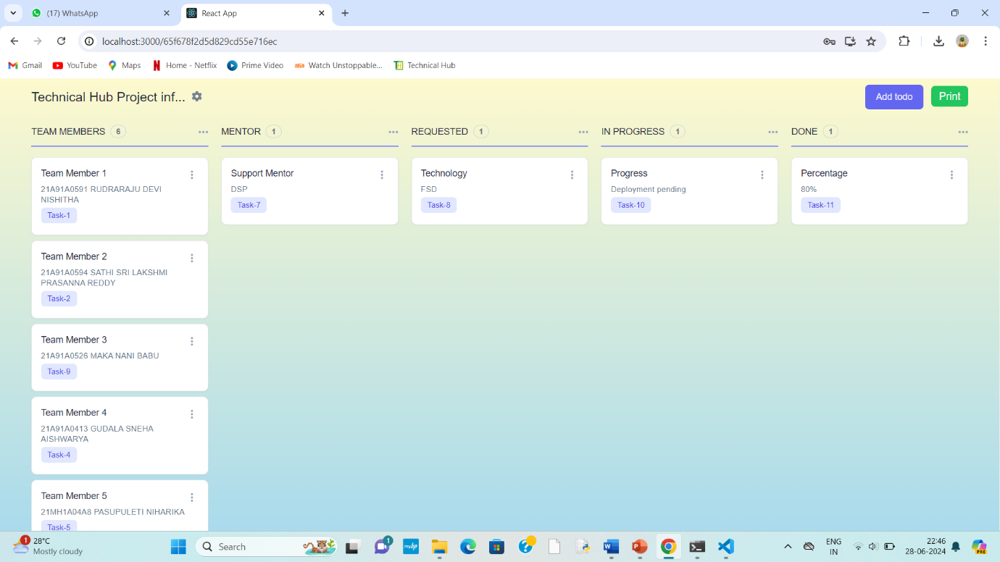 (17) WhatsApp
React App
localhost:3000/65f678f2d5d829cd55e716ec
Gmail
YouTube
Maps
Home - Netflix
Prime Video
aha
Watch Unstoppable...
Technical Hub
Technical Hub Project inf...
Add todo
Print
TEAM MEMBERS 6
MENTOR 1
REQUESTED 1
IN PROGRESS 1
DONE 1
Team Member 1
21A91A0591 RUDRARAJU DEVI
NISHITHA
Task-1
Team Member 2
21A91A0594 SATHI SRI LAKSHMI
PRASANNA REDDY
Task-2
Team Member 3
21A91A0526 MAKA NANI BABU
Task-9
Team Member 4
21A91A0413 GUDALA SNEHA
AISHWARYA
Task-4
Team Member 5
21MH1A04A8 PASUPULETI NIHARIKA
Task-5
Support Mentor
DSP
Task-7
Technology
FSD
Task-8
Progress
Deployment pending
Task-10
Percentage
80%
Task-11
1
28°C
Mostly cloudy
Search
1
myhp
ENG
IN
22:46
28-06-2024
PRE